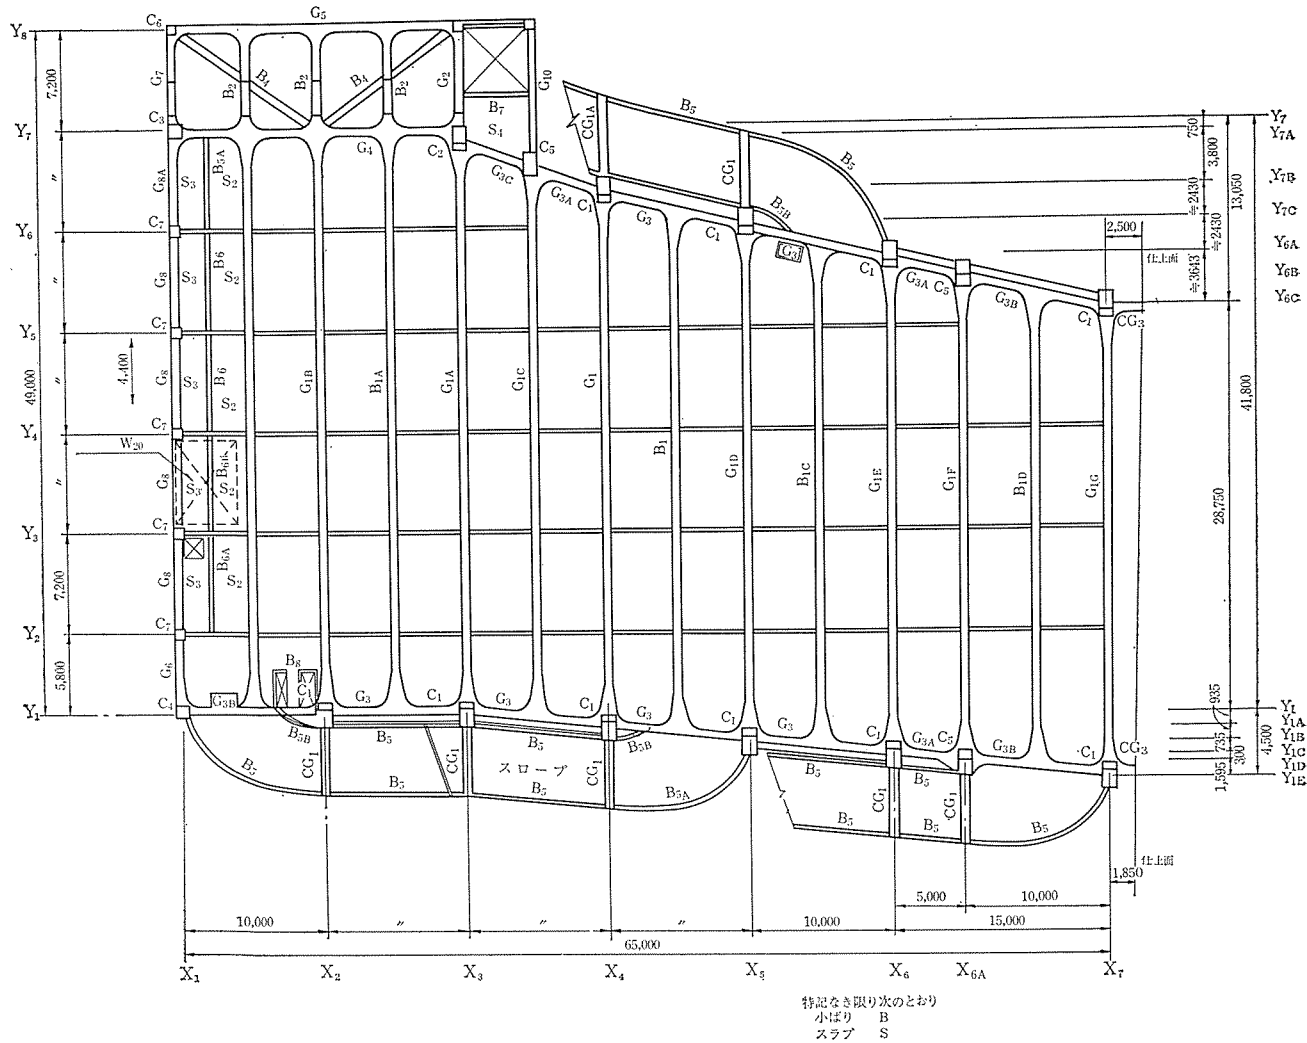 C6 G5
Y8
G7 B2 B4 B2 B4 B2 G2 G10
7,200
B7
S4
C3
Y7
G4 C2 C5
CG1A B5
B5
CG1
B5B
G8A S3 B5A S2
〃
G3C G3A C1 G3 C1 G3 C1 G3A C5 G3B C1 CG3
C7
Y6
G8 S3 B6 S2
〃
C7
Y5
49,000
4,400
〃
G8 S3 B6 S2
G1B B1A G1A G1C G1 B1 G1D B1C G1E G1F B1D G1G
C7
Y4
W20
〃
G8 S3 S2
C7
Y3
7,200
G8 S3 B6A S2
C7
Y2
5,800
G6
B8
C1
C4 G3B G3 C1 G3 C1 G3 C1 G3 C1 G3A C5 G3B C1 CG3
Y1
B5B B5 B5 B5B
CG1 CG1 CG1 CG1 CG1
スロープ
B5 B5 B5 B5A
B5 B5
B5 B5 B5
Y7
Y7A
Y7B
Y7C
Y6A
Y6B
Y6C
750
3,800
≒2430
≒2430
≒3643
13,050
2,500
仕上面
41,800
28,750
935
735
300
1,595
4,500
Y1
Y1A
Y1B
Y1C
Y1D
Y1E
仕上面
1,850
5,000 10,000
10,000 〃 〃 〃 10,000 15,000
65,000
X1 X2 X3 X4 X5 X6 X6A X7
特記なき限り次のとおり
小ばり B
スラブ S